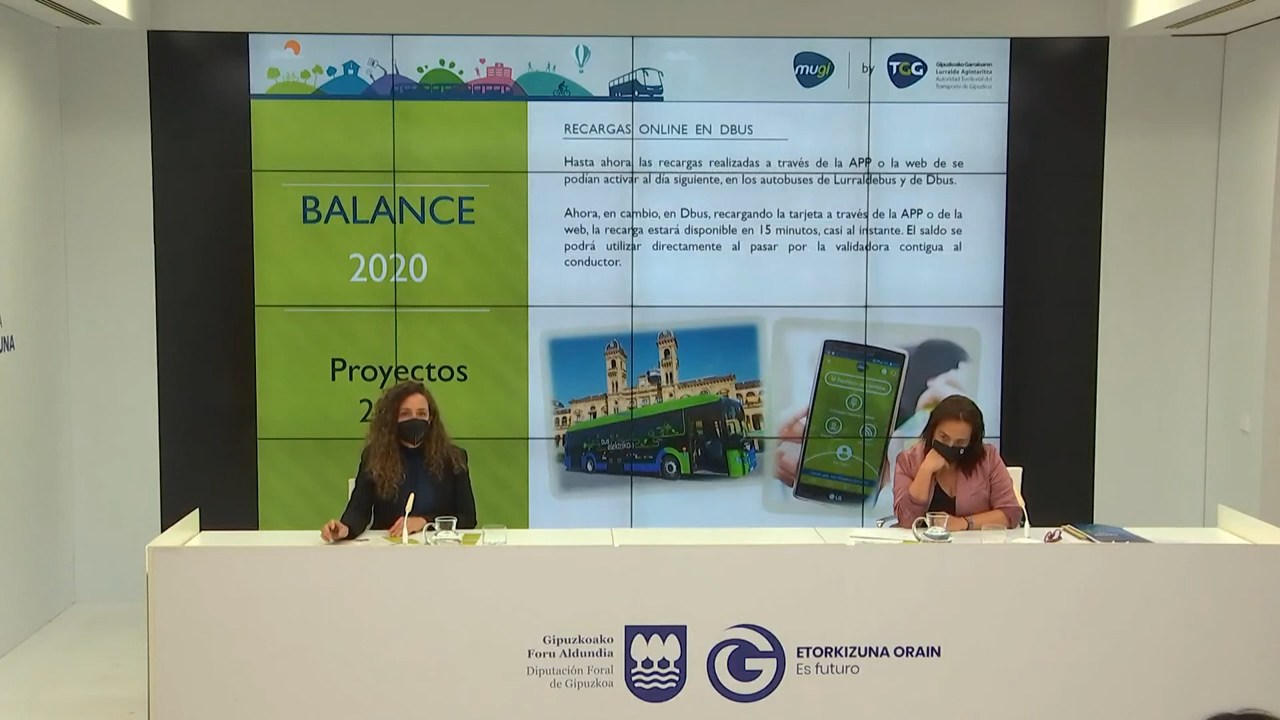 mugi
by
TGG
Gipuzkoako Garraioaren
Lurralde Agintaritza
Autoridad Territorial del
Transporte de Gipuzkoa
RECARGAS ONLINE EN DBUS
Hasta ahora, las recargas realizadas a través de la APP o la web de se
podían activar al día siguiente, en los autobuses de Lurraldebus y de Dbus.
Ahora, en cambio, en Dbus, recargando la tarjeta a través de la APP o de la
web, la recarga estará disponible en 15 minutos, casi al instante. El saldo se
podrá utilizar directamente al pasar por la validadora contigua al
conductor.
BALANCE
2020
Proyectos
2
UNA
LG
Gipuzkoako
Foru Aldundia
Diputación Foral
de Gipuzkoa
G
ETORKIZUNA ORAIN
Es futuro